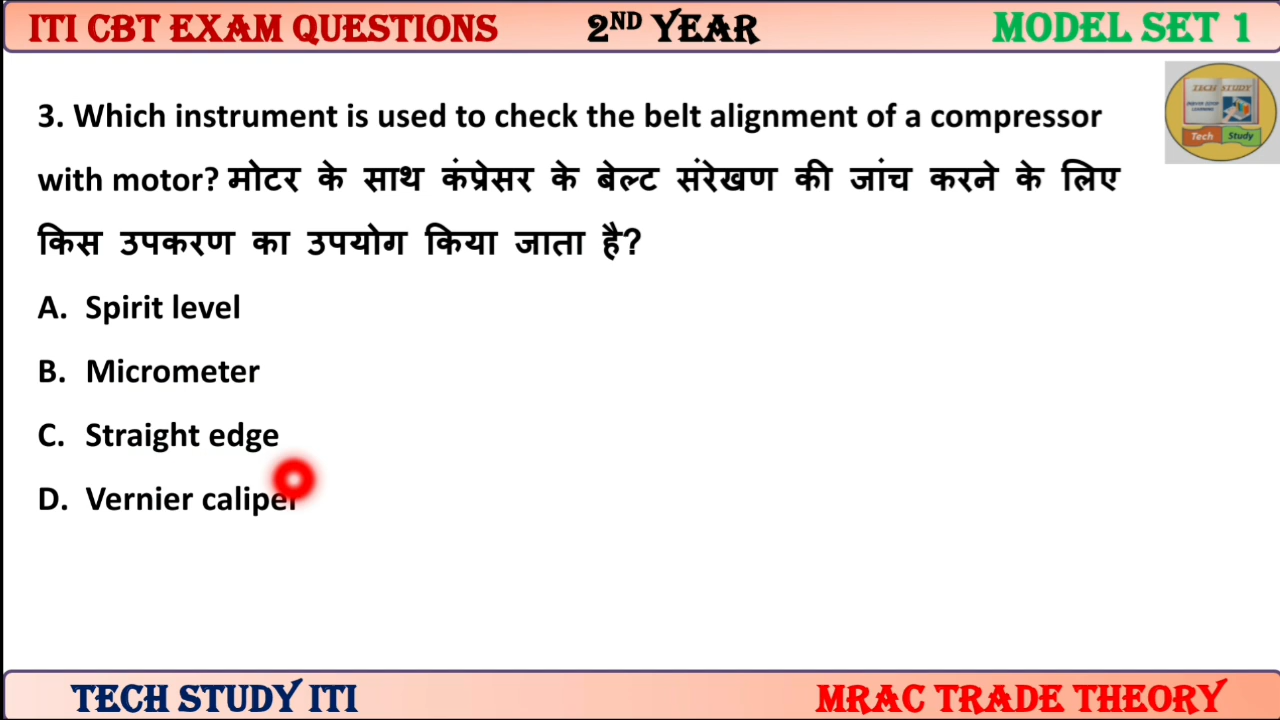 ITI CBT EXAM QUESTIONS 2ND YEAR MODEL SET 1
TECH STUDY
Tech Study
3. Which instrument is used to check the belt alignment of a compressor
with motor? मोटर के साथ कंप्रेसर के बेल्ट संरेखण की जांच करने के लिए
किस उपकरण का उपयोग किया जाता है?
A. Spirit level
B. Micrometer
C. Straight edge
D. Vernier caliper
TECH STUDY ITI MRAC TRADE THEORY